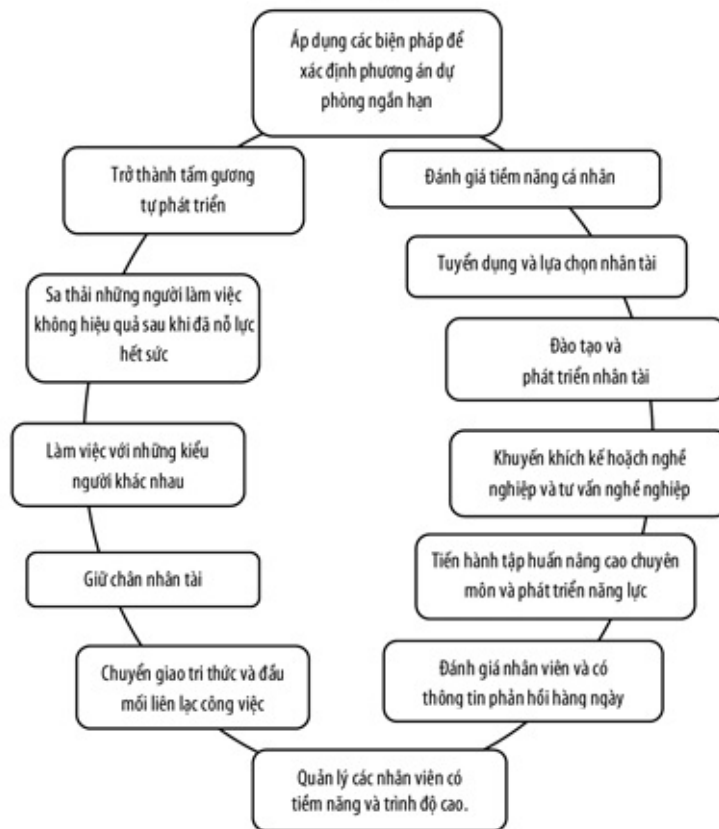 Áp dụng các biện pháp để
xác định phương án dự
phòng ngắn hạn
Đánh giá tiềm năng cá nhân
Tuyển dụng và lựa chọn nhân tài
Đào tạo và
phát triển nhân tài
Khuyến khích kế hoạch nghề
nghiệp và tư vấn nghề nghiệp
Tiến hành tập huấn nâng cao chuyên
môn và phát triển năng lực
Đánh giá nhân viên và có
thông tin phản hồi hàng ngày
Quản lý các nhân viên có
tiềm năng và trình độ cao.
Chuyển giao tri thức và đầu
mối liên lạc công việc
Giữ chân nhân tài
Làm việc với những kiểu
người khác nhau
Sa thải những người làm việc
không hiệu quả sau khi đã nỗ lực
hết sức
Trở thành tấm gương
tự phát triển